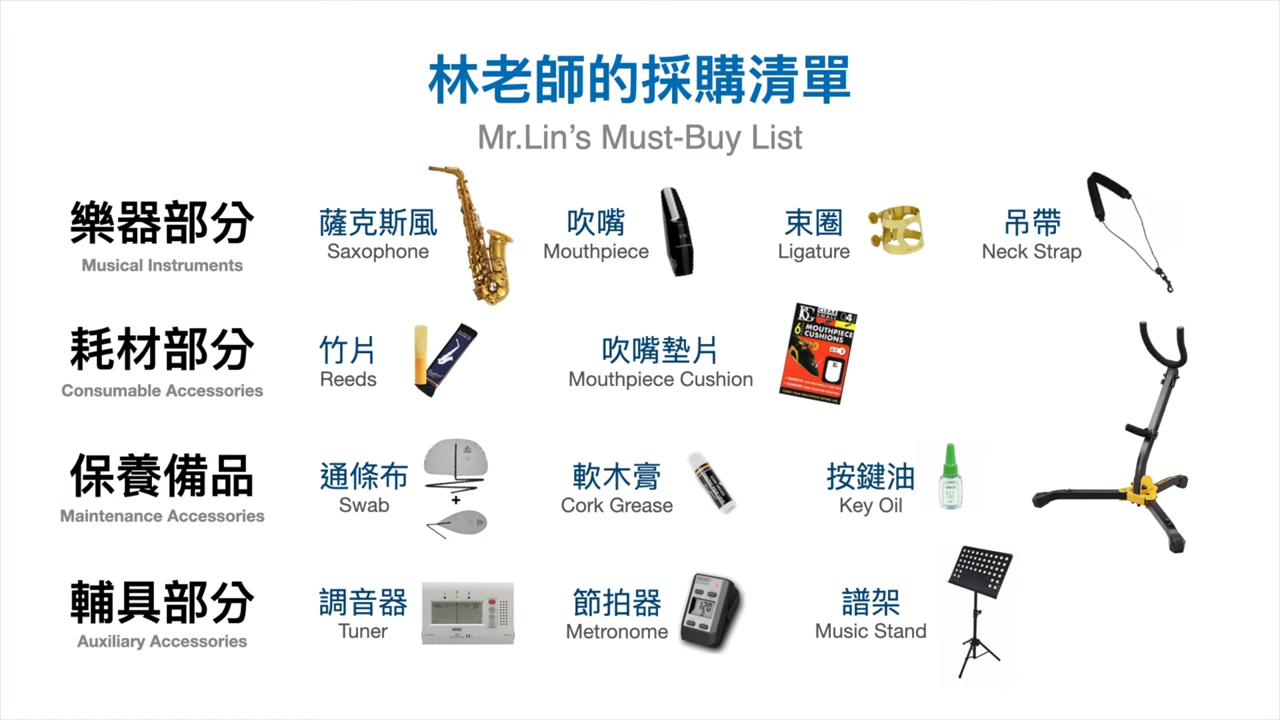 林老師的採購清單
Mr.Lin's Must-Buy List
樂器部分
Musical Instruments
薩克斯風
Saxophone
吹嘴
Mouthpiece
束圈
Ligature
吊帶
Neck Strap
耗材部分
Consumable Accessories
竹片
Reeds
吹嘴墊片
Mouthpiece Cushion
BG
MOUTHPIECE
CUSHIONS
保養備品
Maintenance Accessories
通條布
Swab
+
軟木膏
Cork Grease
按鍵油
Key Oil
輔具部分
Auxiliary Accessories
調音器
Tuner
節拍器
Metronome
120
譜架
Music Stand